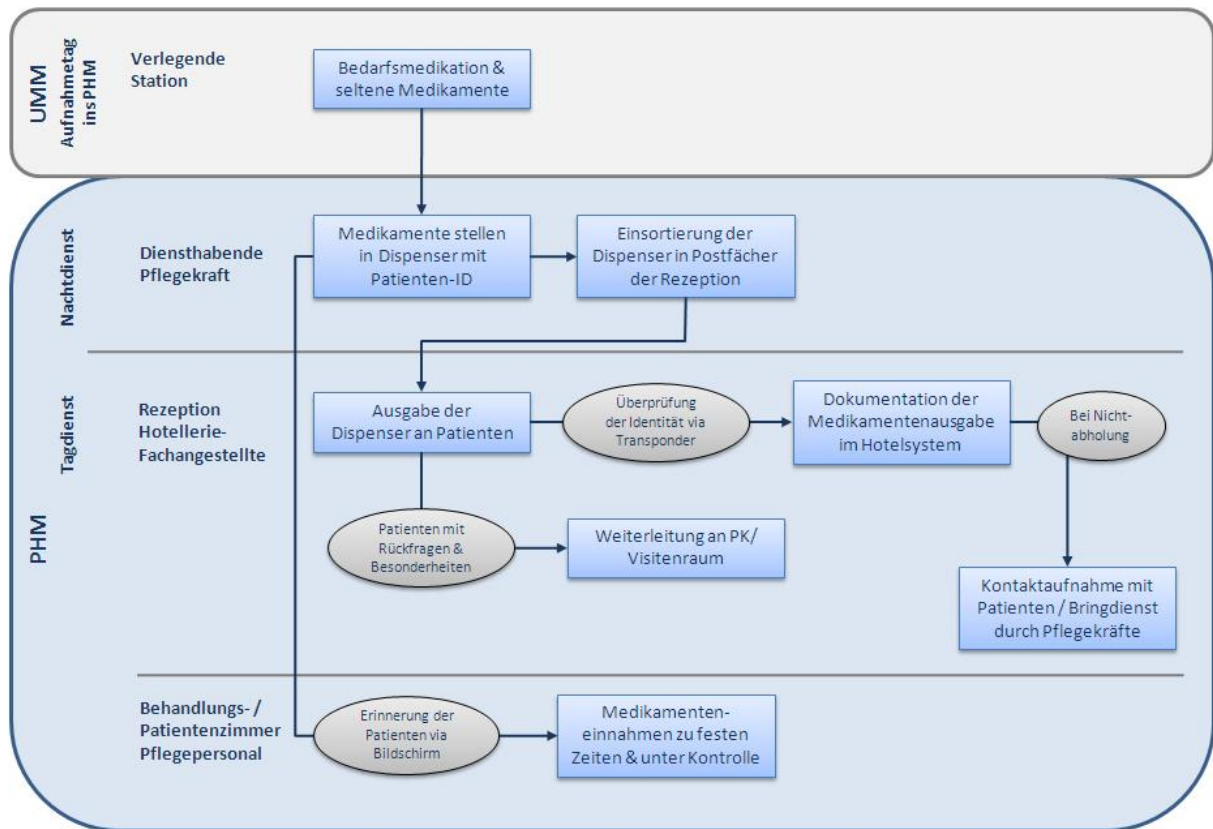 UMM
Aufnahmetag
insPHM
Verlegende
Station
Bedarfsmedikation &
seltene Medikamente
PHM
Nachtdienst
Diensthabende
Pflegekraft
Medikamente stellen
in Dispenser mit
Patienten-ID
Einsortierung der
Dispenser in Postfächer
der Rezeption
Tagdienst
Rezeption
Hotellerie-
Fachangestellte
Ausgabe der
Dispenser an Patienten
Überprüfung
der Identität via
Transponder
Dokumentation der
Medikamentenausgabe
im Hotelsystem
Bei Nicht-
abholung
Patienten mit
Rückfragen &
Besonderheiten
Weiterleitung an PK/
Visitenraum
Kontaktaufnahme mit
Patienten / Bringdienst
durch Pflegekräfte
Behandlungs- /
Patientenzimmer
Pflegepersonal
Erinnerung der
Patienten via
Bildschirm
Medikamenten-
einnahmen zu festen
Zeiten & unter Kontrolle